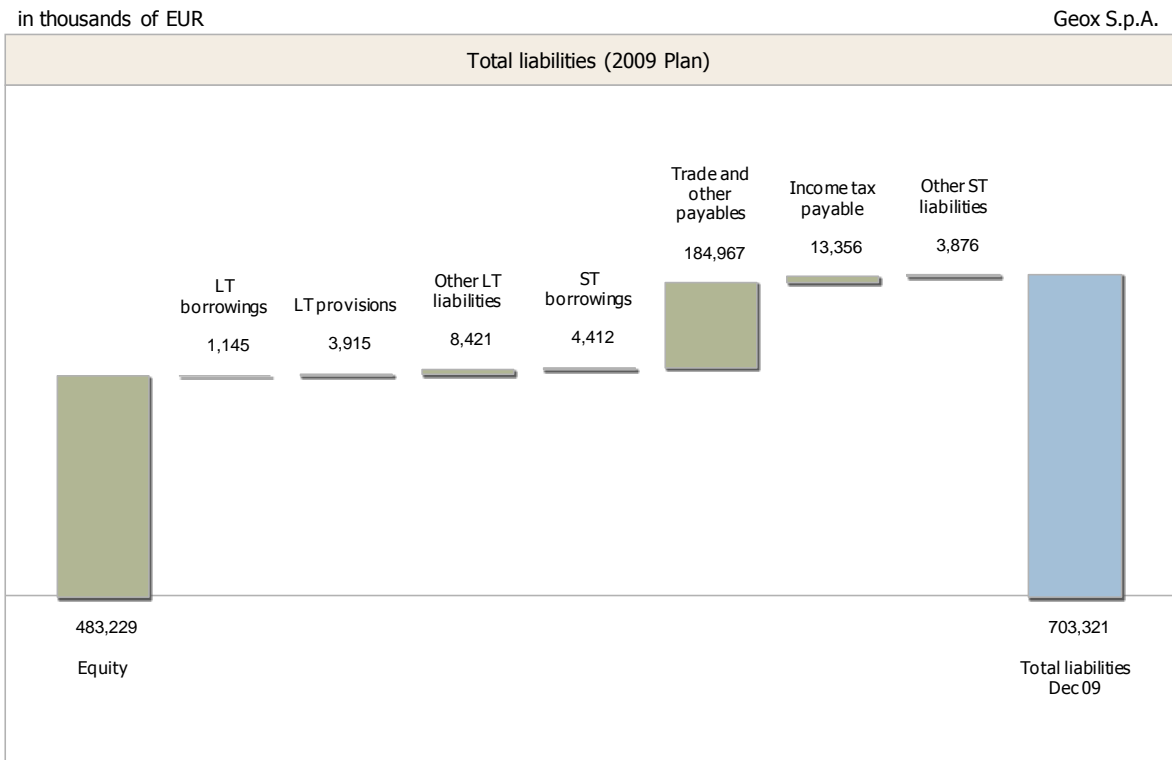 in thousands of EUR
Geox S.p.A.
Total liabilities (2009 Plan)
Trade and
other
payables
184,967
Income tax
payable
13,356
Other ST
liabilities
3,876
LT
borrowings
1,145
LT provisions
3,915
Other LT
liabilities
8,421
ST
borrowings
4,412
483,229
Equity
703,321
Total liabilities
Dec 09